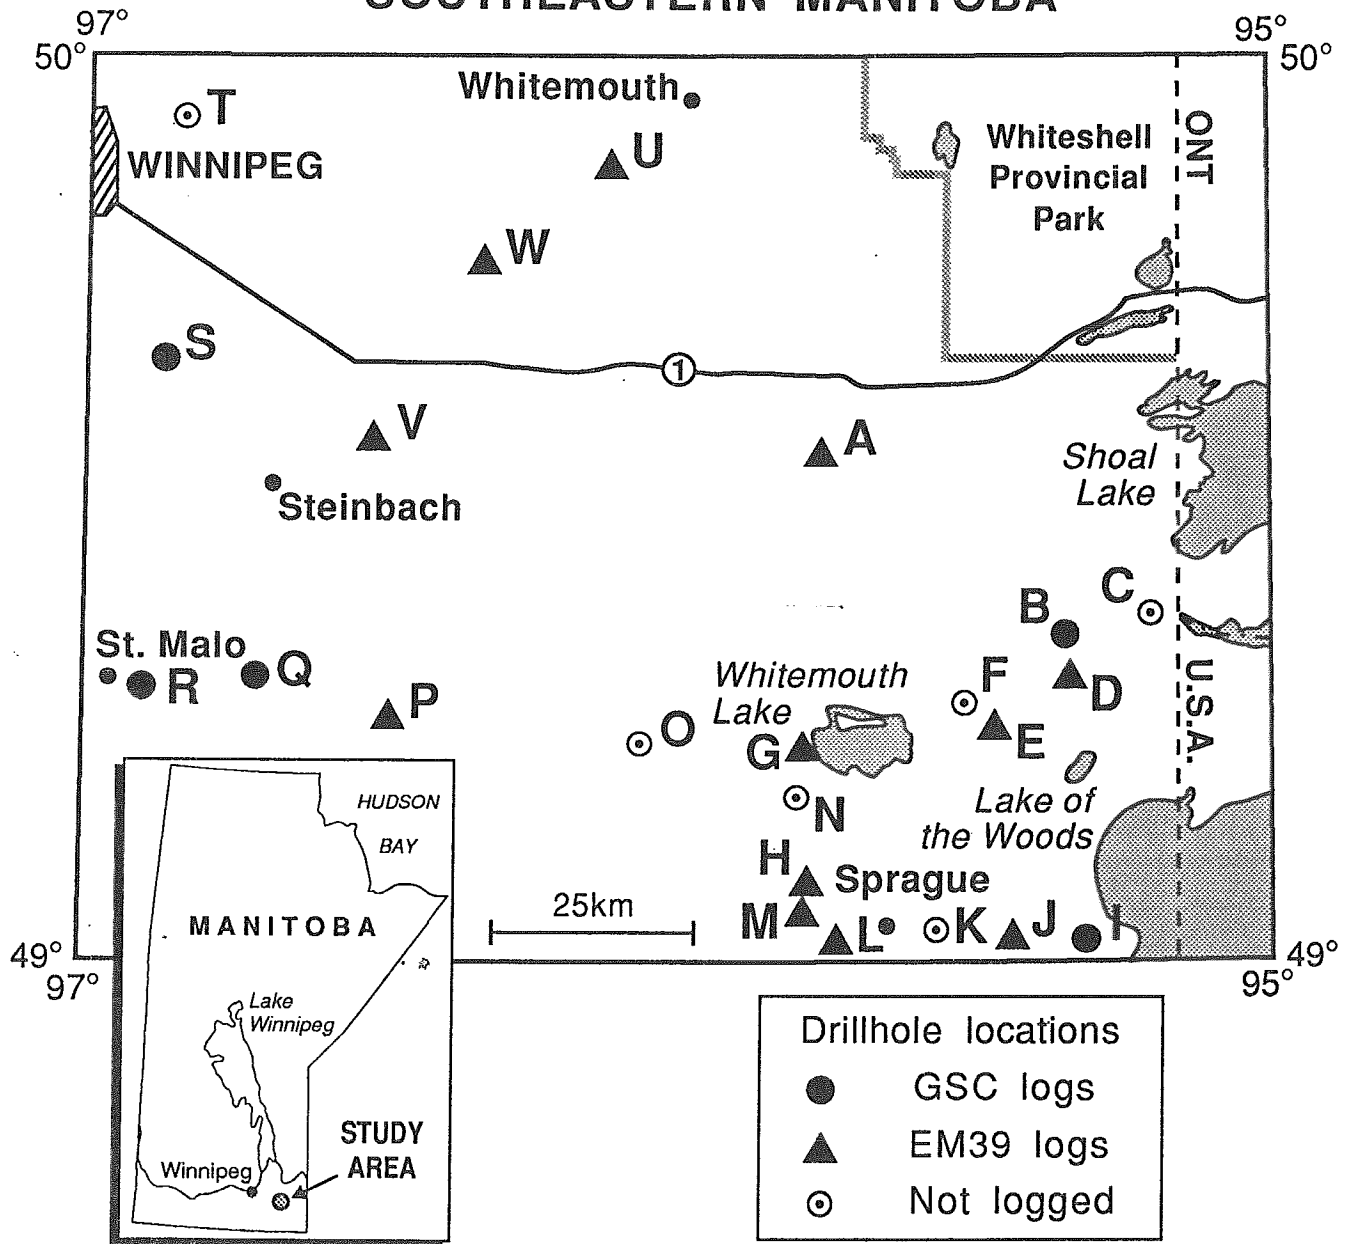 SOUTHEASTERN MANITOBA
97°
95°
50°
50°
Whitemouth
T
WINNIPEG
U
Whiteshell
Provincial
Park
ONT
W
S
1
V
A
Steinbach
Shoal
Lake
C
B
St. Malo
R
Q
P
Whitemouth
Lake
F
D
E
U.S.A.
O
G
N
Lake of
the Woods
H
Sprague
M
L
K
J
I
25km
49°
97°
49°
95°
HUDSON
BAY
MANITOBA
Lake
Winnipeg
STUDY
AREA
Winnipeg
Drillhole locations
GSC logs
EM39 logs
Not logged